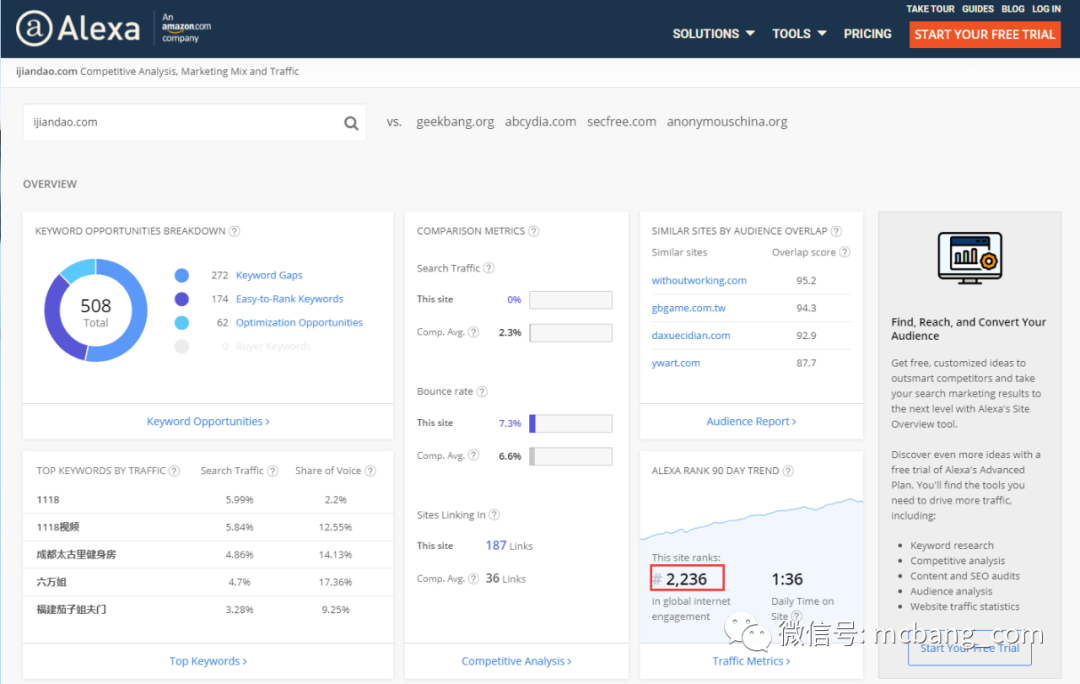 TAKE TOUR GUIDES BLOG LOG IN
@Alexa
An
amazon.com
company
SOLUTIONS TOOLS PRICING START YOUR FREE TRIAL
ijiandao.com Competitive Analysis, Marketing Mix and Traffic
ijiandao.com
vs. geekbang.org abcydia.com secfree.com anonymouschina.org
OVERVIEW
KEYWORD OPPORTUNITIES BREAKDOWN ?
508
Total
272 Keyword Gaps
174 Easy-to-Rank Keywords
62 Optimization Opportunities
0 Buyer Keywords
Keyword Opportunities >
TOP KEYWORDS BY TRAFFIC ? Search Traffic ? Share of Voice ?
1118 5.99% 2.2%
1118视频 5.84% 12.55%
成都太古里健身房 4.86% 14.13%
六万姐 4.7% 17.36%
福建茄子姐夫门 3.28% 9.25%
Top Keywords >
COMPARISON METRICS ?
Search Traffic ?
This site 0%
Comp. Avg. ? 2.3%
Bounce rate ?
This site 7.3%
Comp. Avg. ? 6.6%
Sites Linking In ?
This site 187 Links
Comp. Avg. ? 36 Links
Competitive Analysis >
SIMILAR SITES BY AUDIENCE OVERLAP ?
Similar sites Overlap score ?
withoutworking.com 95.2
gbgame.com.tw 94.3
daxuecidian.com 92.9
ywart.com 87.7
Audience Report >
ALEXA RANK 90 DAY TREND ?
This site ranks:
# 2,236 1:36
in global internet Daily Time on
engagement Site ?
Traffic Metrics >
Find, Reach, and Convert Your
Audience
Get free, customized ideas to
outsmart competitors and take
your search marketing results to
the next level with Alexa's Site
Overview tool.
Discover even more ideas with a
free trial of Alexa's Advanced
Plan. You'll find the tools you
need to drive more traffic,
including:
• Keyword research
• Competitive analysis
• Content and SEO audits
• Audience analysis
• Website traffic statistics
Start Your Free Trial
微信号: mcbang_com